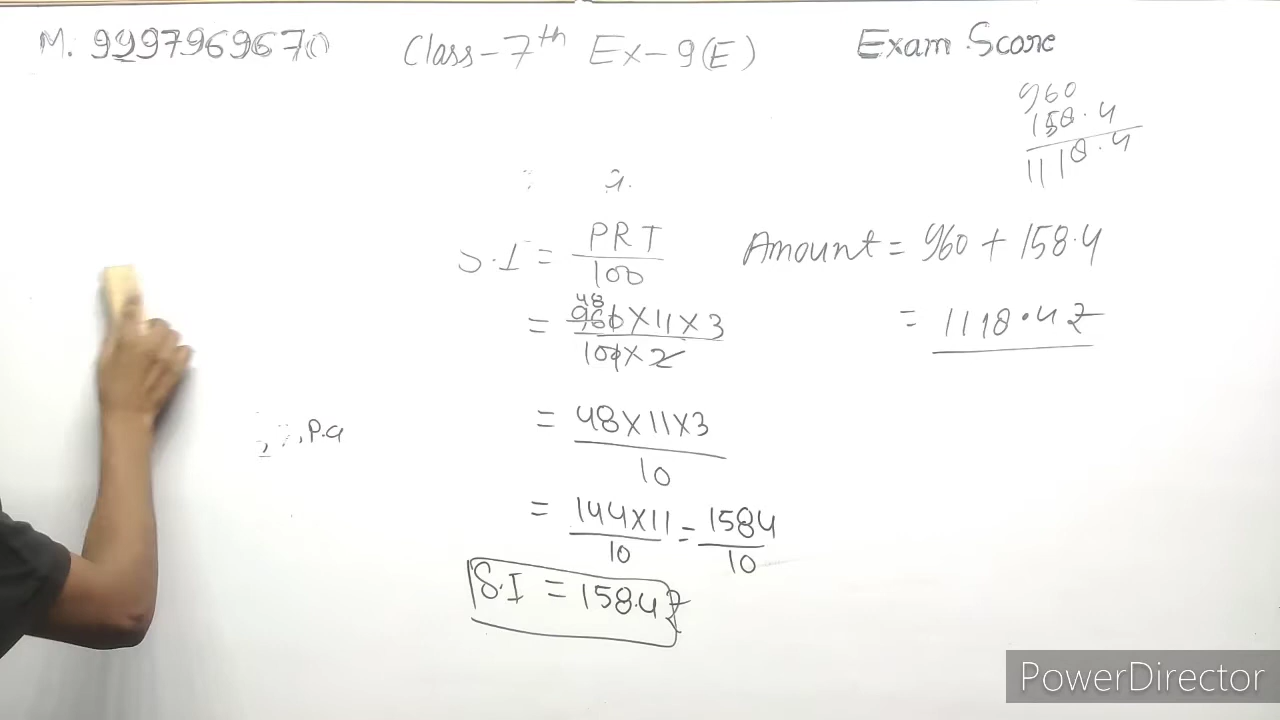 M. 9997969670 Class-7th Ex-9(E) Exam Score
960
158.4
1118.4
S.I = PRT/100
Amount = 960 + 158.4
= 1118.4₹
48
= 960×11×3
100×2
= 48×11×3
10
P.a
= 144×11/10 = 1584/10
S.I = 158.4₹
PowerDirector